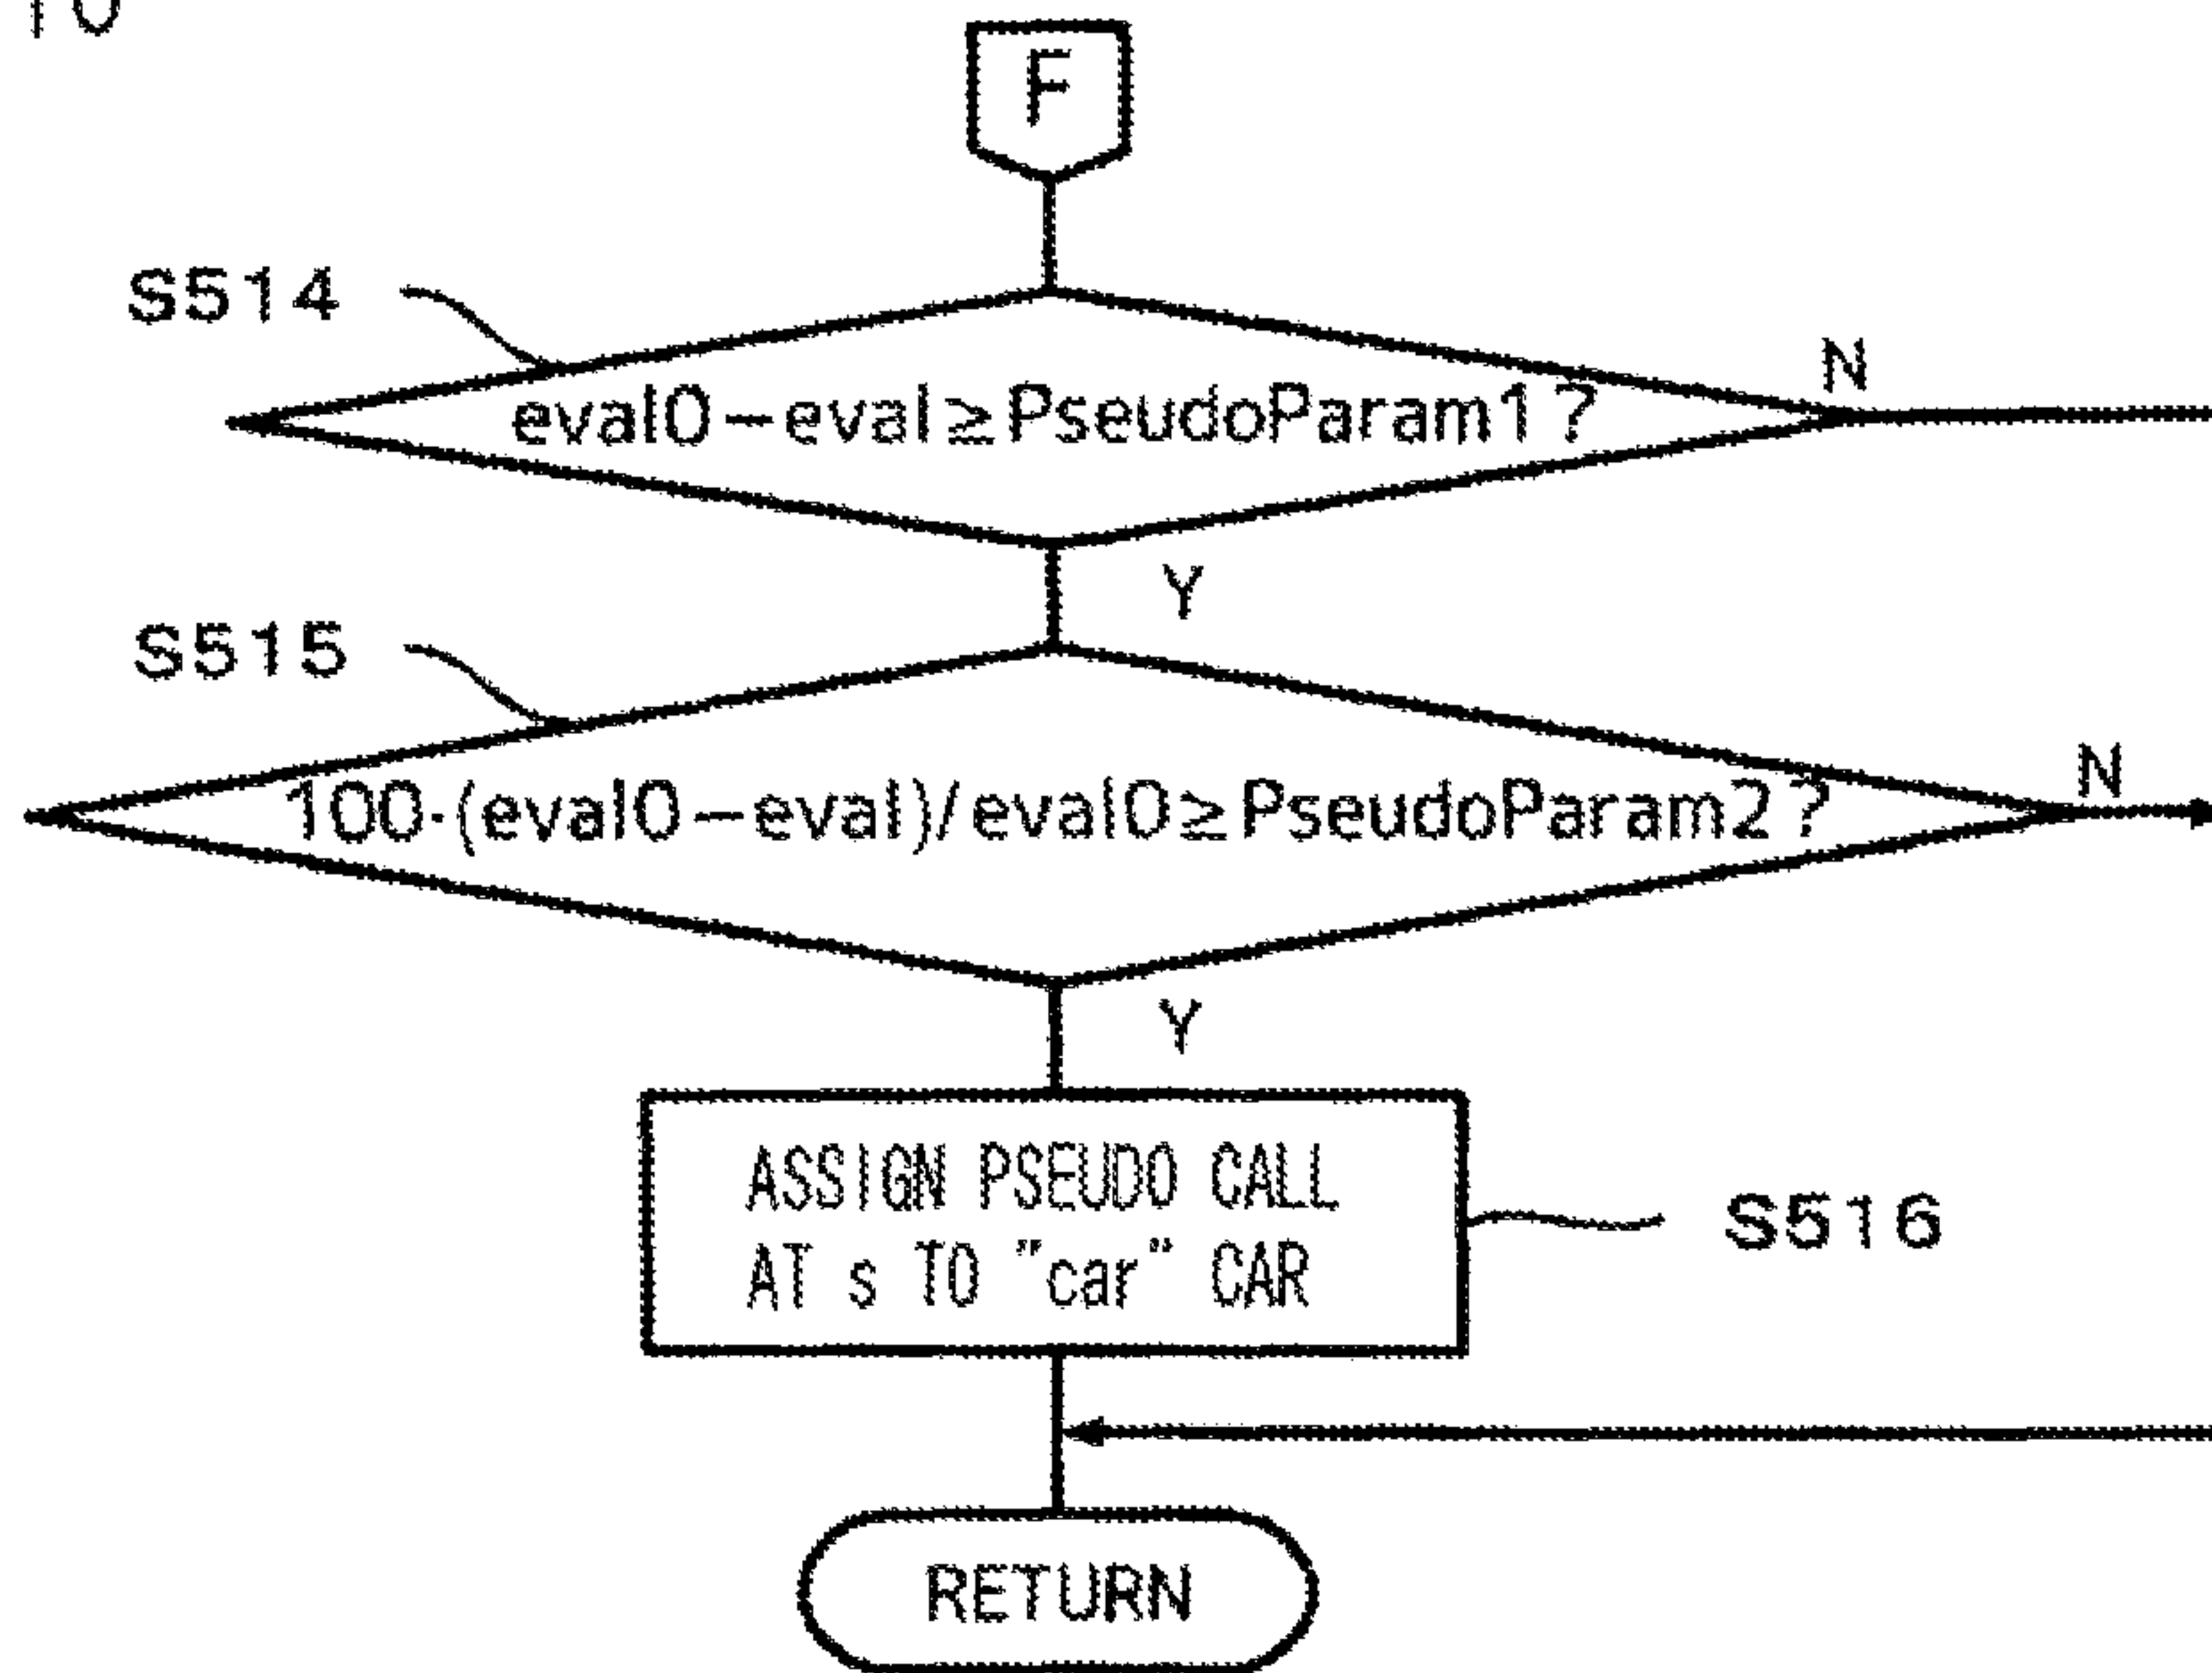 F
S514
eval0−eval≧PseudoParam1?
N
Y
S515
100·(eval0−eval)/eval0≧PseudoParam2?
N
Y
ASSIGN PSEUDO CALL
AT s TO "car" CAR
S516
RETURN